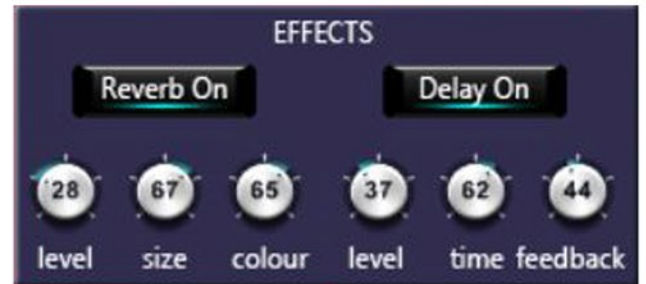 EFFECTS
Reverb On Delay On
28 67 65 37 62 44
level size colour level time feedback